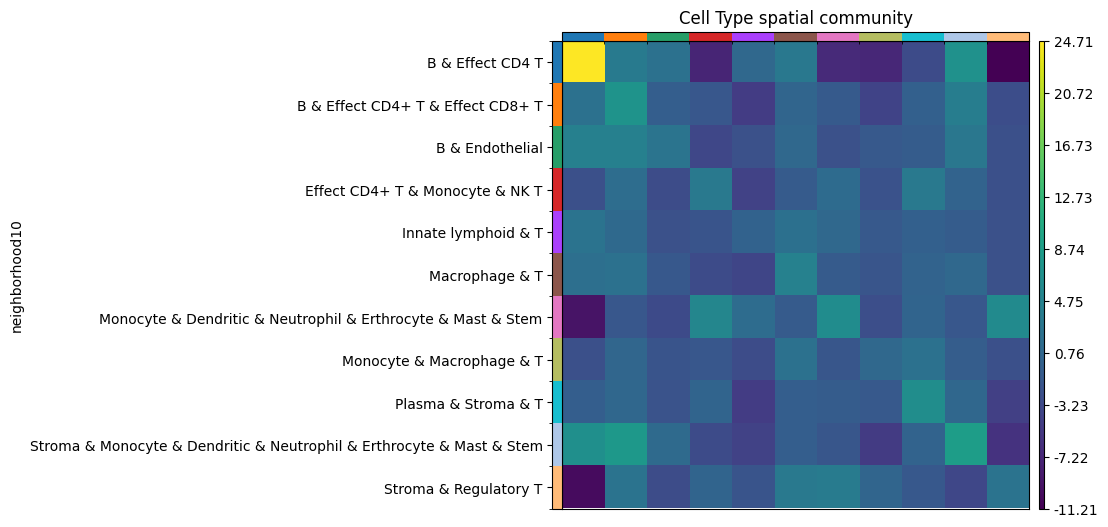 Cell Type spatial community
B & Effect CD4 T
B & Effect CD4+ T & Effect CD8+ T
B & Endothelial
Effect CD4+ T & Monocyte & NK T
Innate lymphoid & T
Macrophage & T
Monocyte & Dendritic & Neutrophil & Erthrocyte & Mast & Stem
Monocyte & Macrophage & T
Plasma & Stroma & T
Stroma & Monocyte & Dendritic & Neutrophil & Erthrocyte & Mast & Stem
Stroma & Regulatory T
neighborhood10
24.71
20.72
16.73
12.73
8.74
4.75
0.76
-3.23
-7.22
-11.21